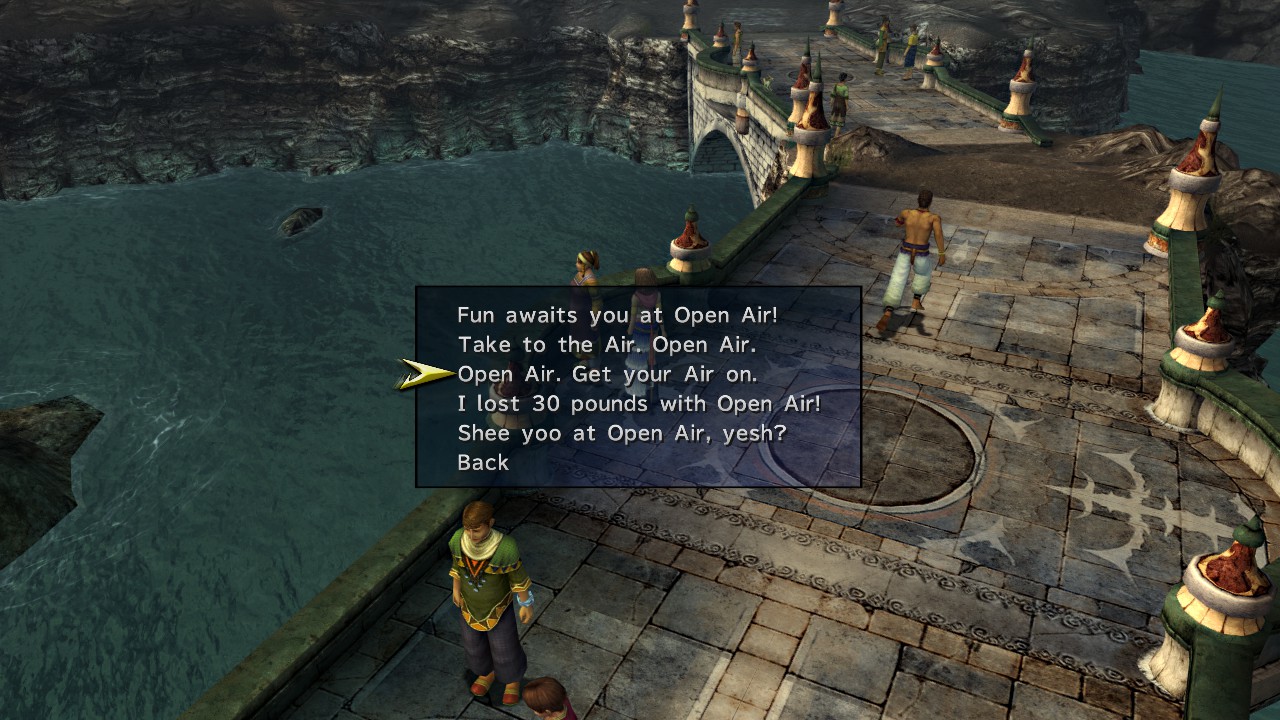 Fun awaits you at Open Air!
Take to the Air. Open Air.
Open Air. Get your Air on.
I lost 30 pounds with Open Air!
Shee yoo at Open Air, yesh?
Back